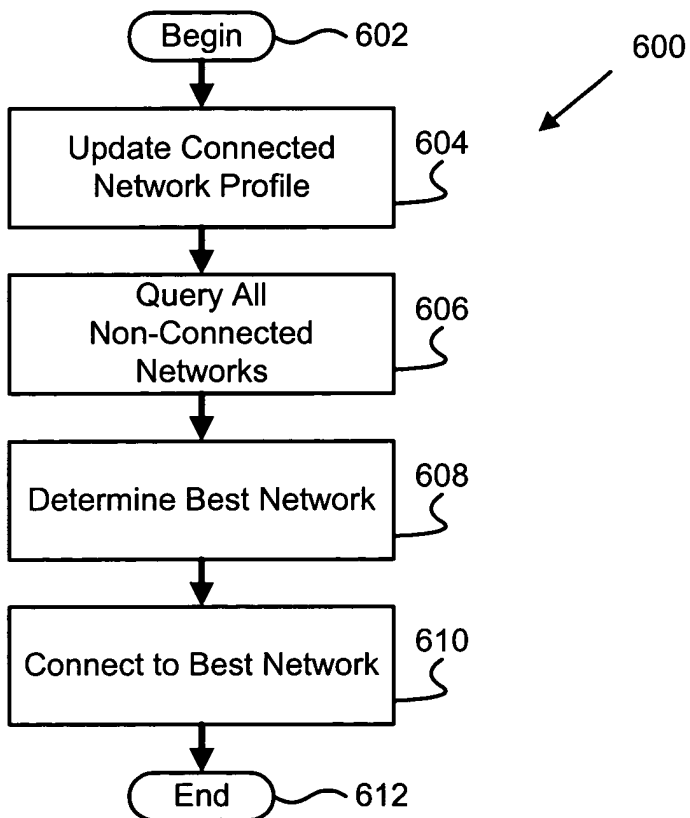 Begin
602
600
Update Connected
Network Profile
604
Query All
Non-Connected
Networks
606
Determine Best Network
608
Connect to Best Network
610
End
612